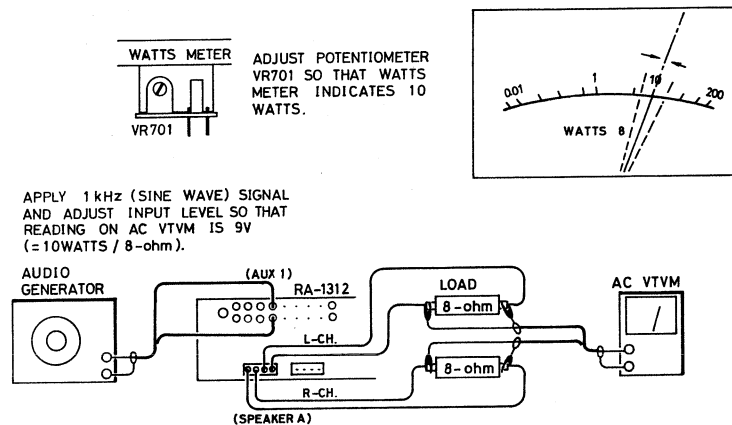 WATTS METER
VR701
ADJUST POTENTIOMETER
VR701 SO THAT WATTS
METER INDICATES 10
WATTS.
0.01
1
10
200
WATTS 8
APPLY 1kHz (SINE WAVE) SIGNAL
AND ADJUST INPUT LEVEL SO THAT
READING ON AC VTVM IS 9V
(=10WATTS / 8-ohm).
AUDIO
GENERATOR
(AUX 1)
RA-1312
LOAD
AC VTVM
8-ohm
L-CH.
8-ohm
R-CH.
(SPEAKER A)